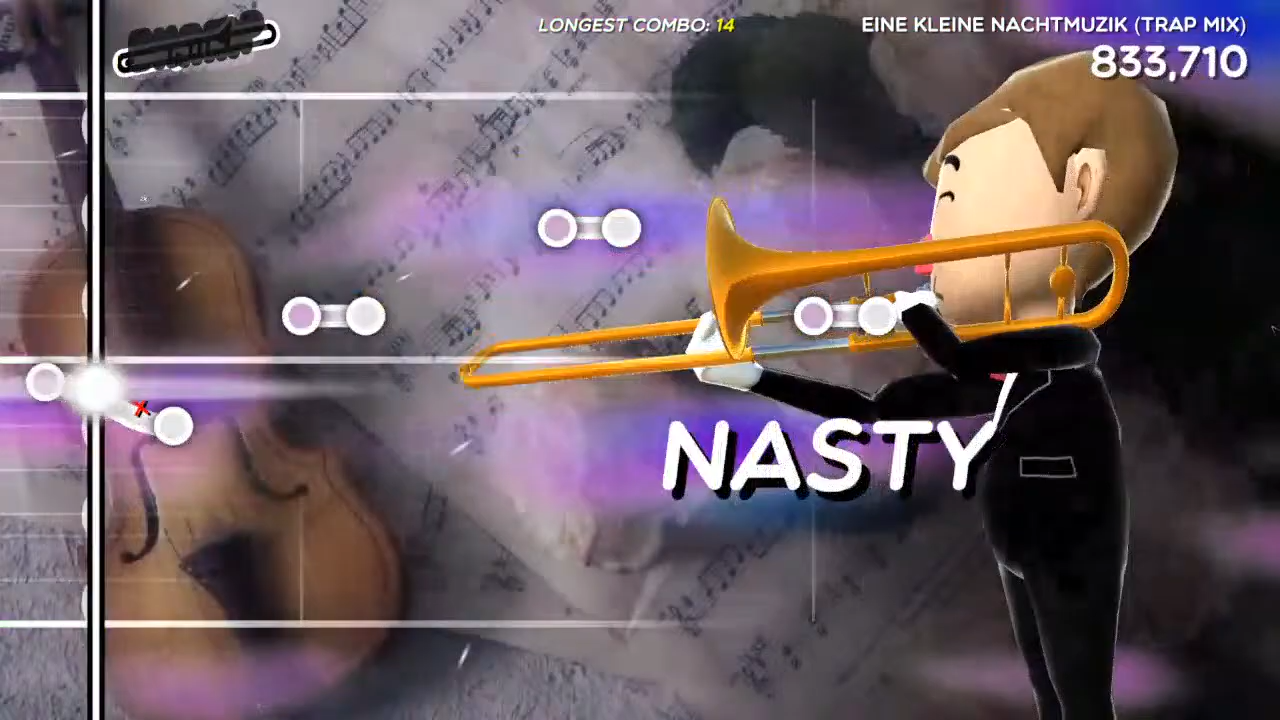 LONGEST COMBO: 14
EINE KLEINE NACHTMUZIK (TRAP MIX)
833,710
x
NASTY